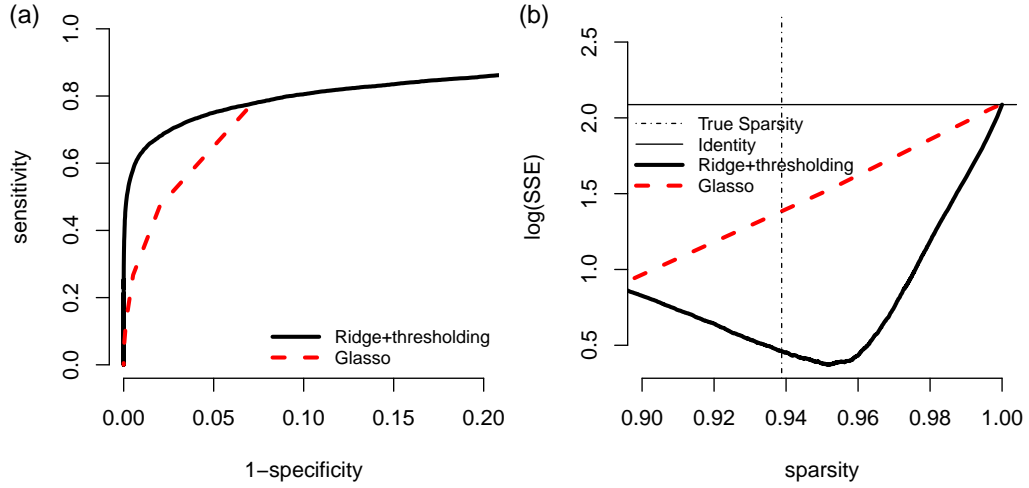 (a)
1.0
0.8
0.6
0.4
0.2
0.0
sensitivity
Ridge+thresholding
Glasso
0.00 0.05 0.10 0.15 0.20
1−specificity
(b)
2.5
2.0
1.5
1.0
0.5
log(SSE)
True Sparsity
Identity
Ridge+thresholding
Glasso
0.90 0.92 0.94 0.96 0.98 1.00
sparsity